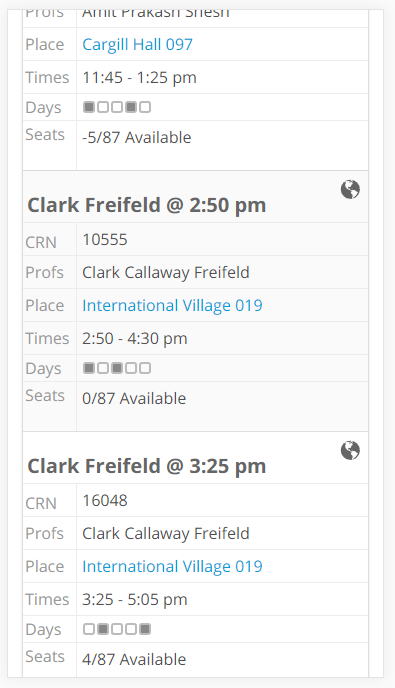 Profs Amit Prakash Shesh
Place Cargill Hall 097
Times 11:45 - 1:25 pm
Days
Seats -5/87 Available
Clark Freifeld @ 2:50 pm
CRN 10555
Profs Clark Callaway Freifeld
Place International Village 019
Times 2:50 - 4:30 pm
Days
Seats 0/87 Available
Clark Freifeld @ 3:25 pm
CRN 16048
Profs Clark Callaway Freifeld
Place International Village 019
Times 3:25 - 5:05 pm
Days
Seats 4/87 Available